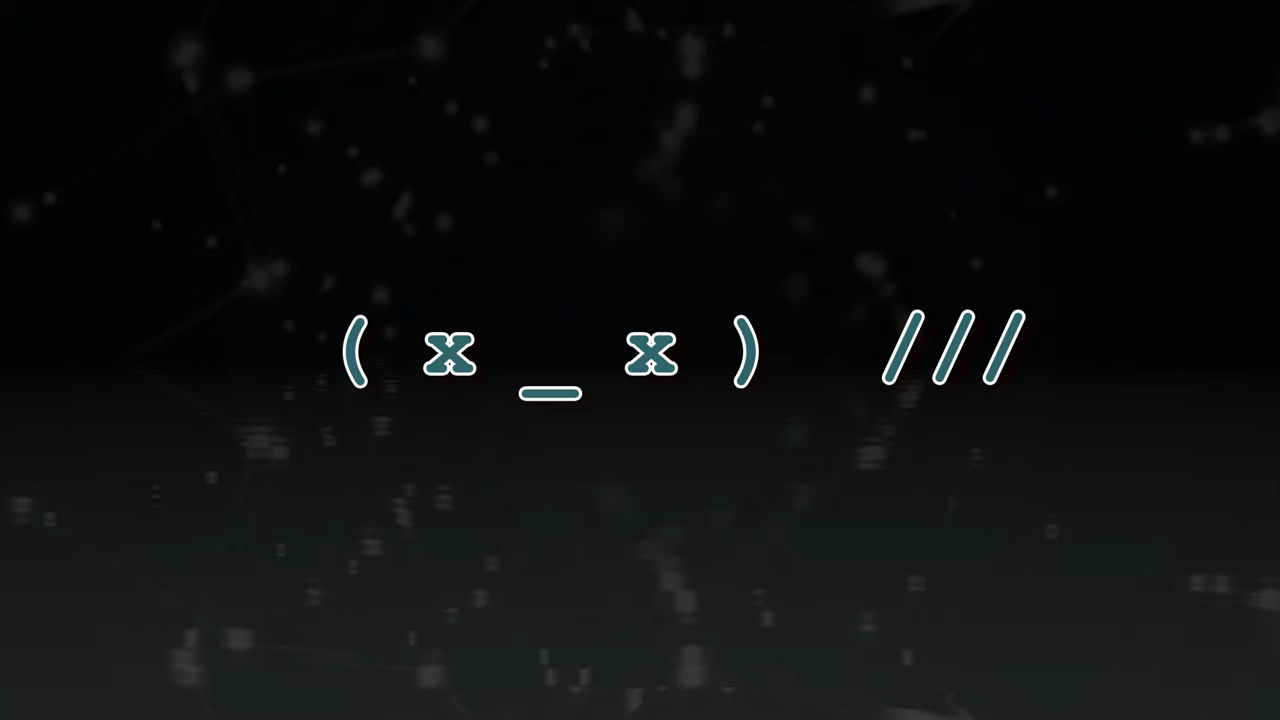 ( x _ x ) ///